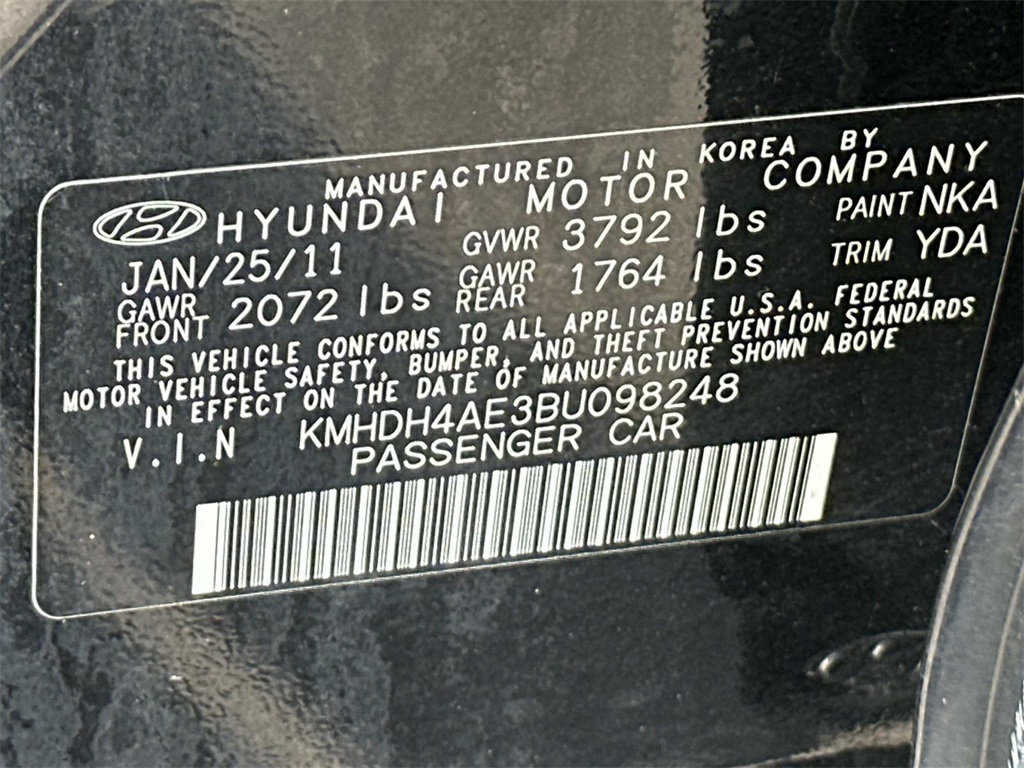 MANUFACTURED IN KOREA BY
HYUNDAI MOTOR COMPANY
JAN/25/11 GVWR 3792 lbs PAINT NKA
GAWR FRONT 2072 lbs GAWR REAR 1764 lbs TRIM YDA
THIS VEHICLE CONFORMS TO ALL APPLICABLE U.S.A. FEDERAL
MOTOR VEHICLE SAFETY, BUMPER, AND THEFT PREVENTION STANDARDS
IN EFFECT ON THE DATE OF MANUFACTURE SHOWN ABOVE
V.I.N KMHDH4AE3BU098248
PASSENGER CAR